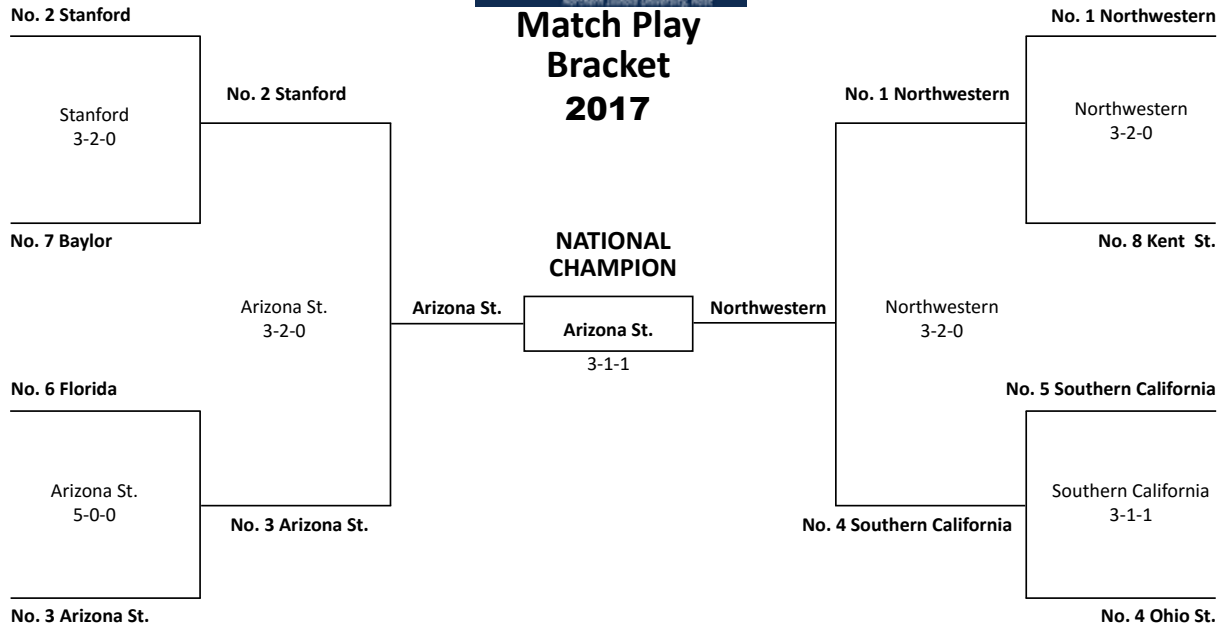 Northern Illinois University, Host
Match Play
Bracket
2017
No. 2 Stanford
Stanford
3-2-0
No. 7 Baylor
No. 2 Stanford
Arizona St.
3-2-0
No. 6 Florida
Arizona St.
5-0-0
No. 3 Arizona St.
No. 3 Arizona St.
Arizona St.
NATIONAL
CHAMPION
Arizona St.
3-1-1
Northwestern
No. 1 Northwestern
Northwestern
3-2-0
No. 4 Southern California
No. 1 Northwestern
Northwestern
3-2-0
No. 8 Kent St.
No. 5 Southern California
Southern California
3-1-1
No. 4 Ohio St.